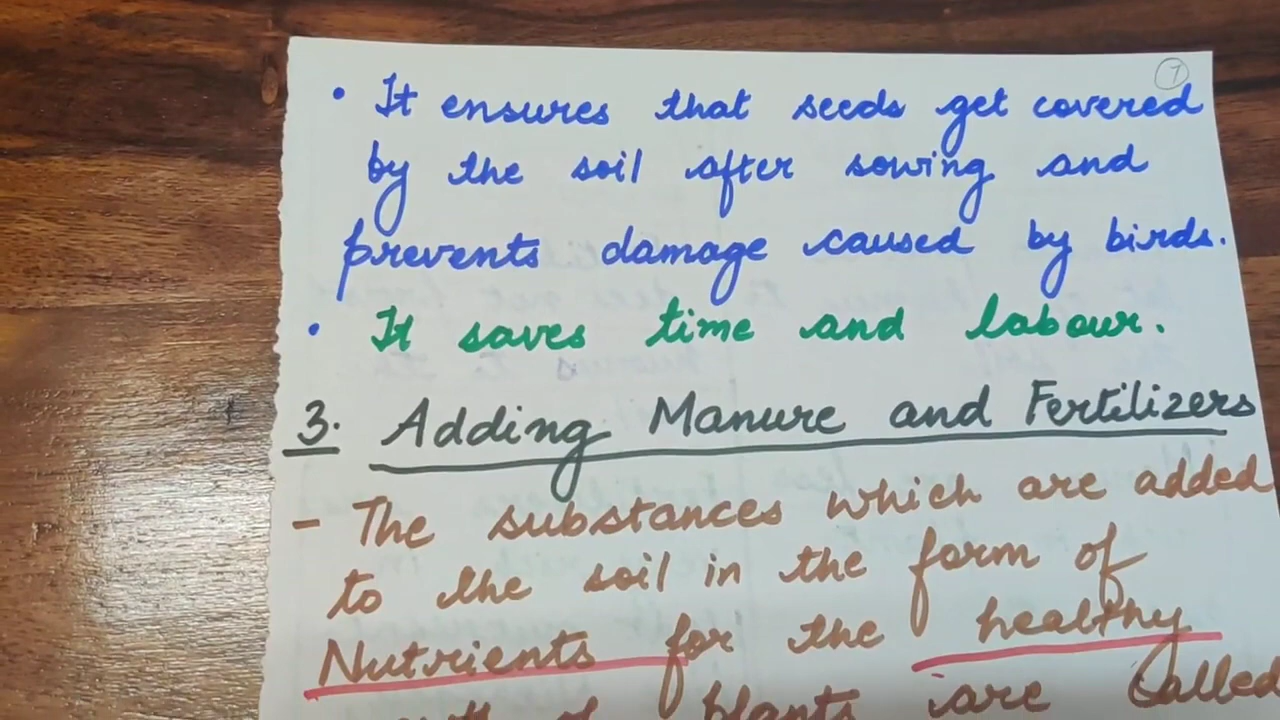 7
• It ensures that seeds get covered
by the soil after sowing and
prevents damage caused by birds.
• It saves time and labour.
3. Adding Manure and Fertilizers
– The substances which are added
to the soil in the form of
Nutrients for the healthy
of plants are called